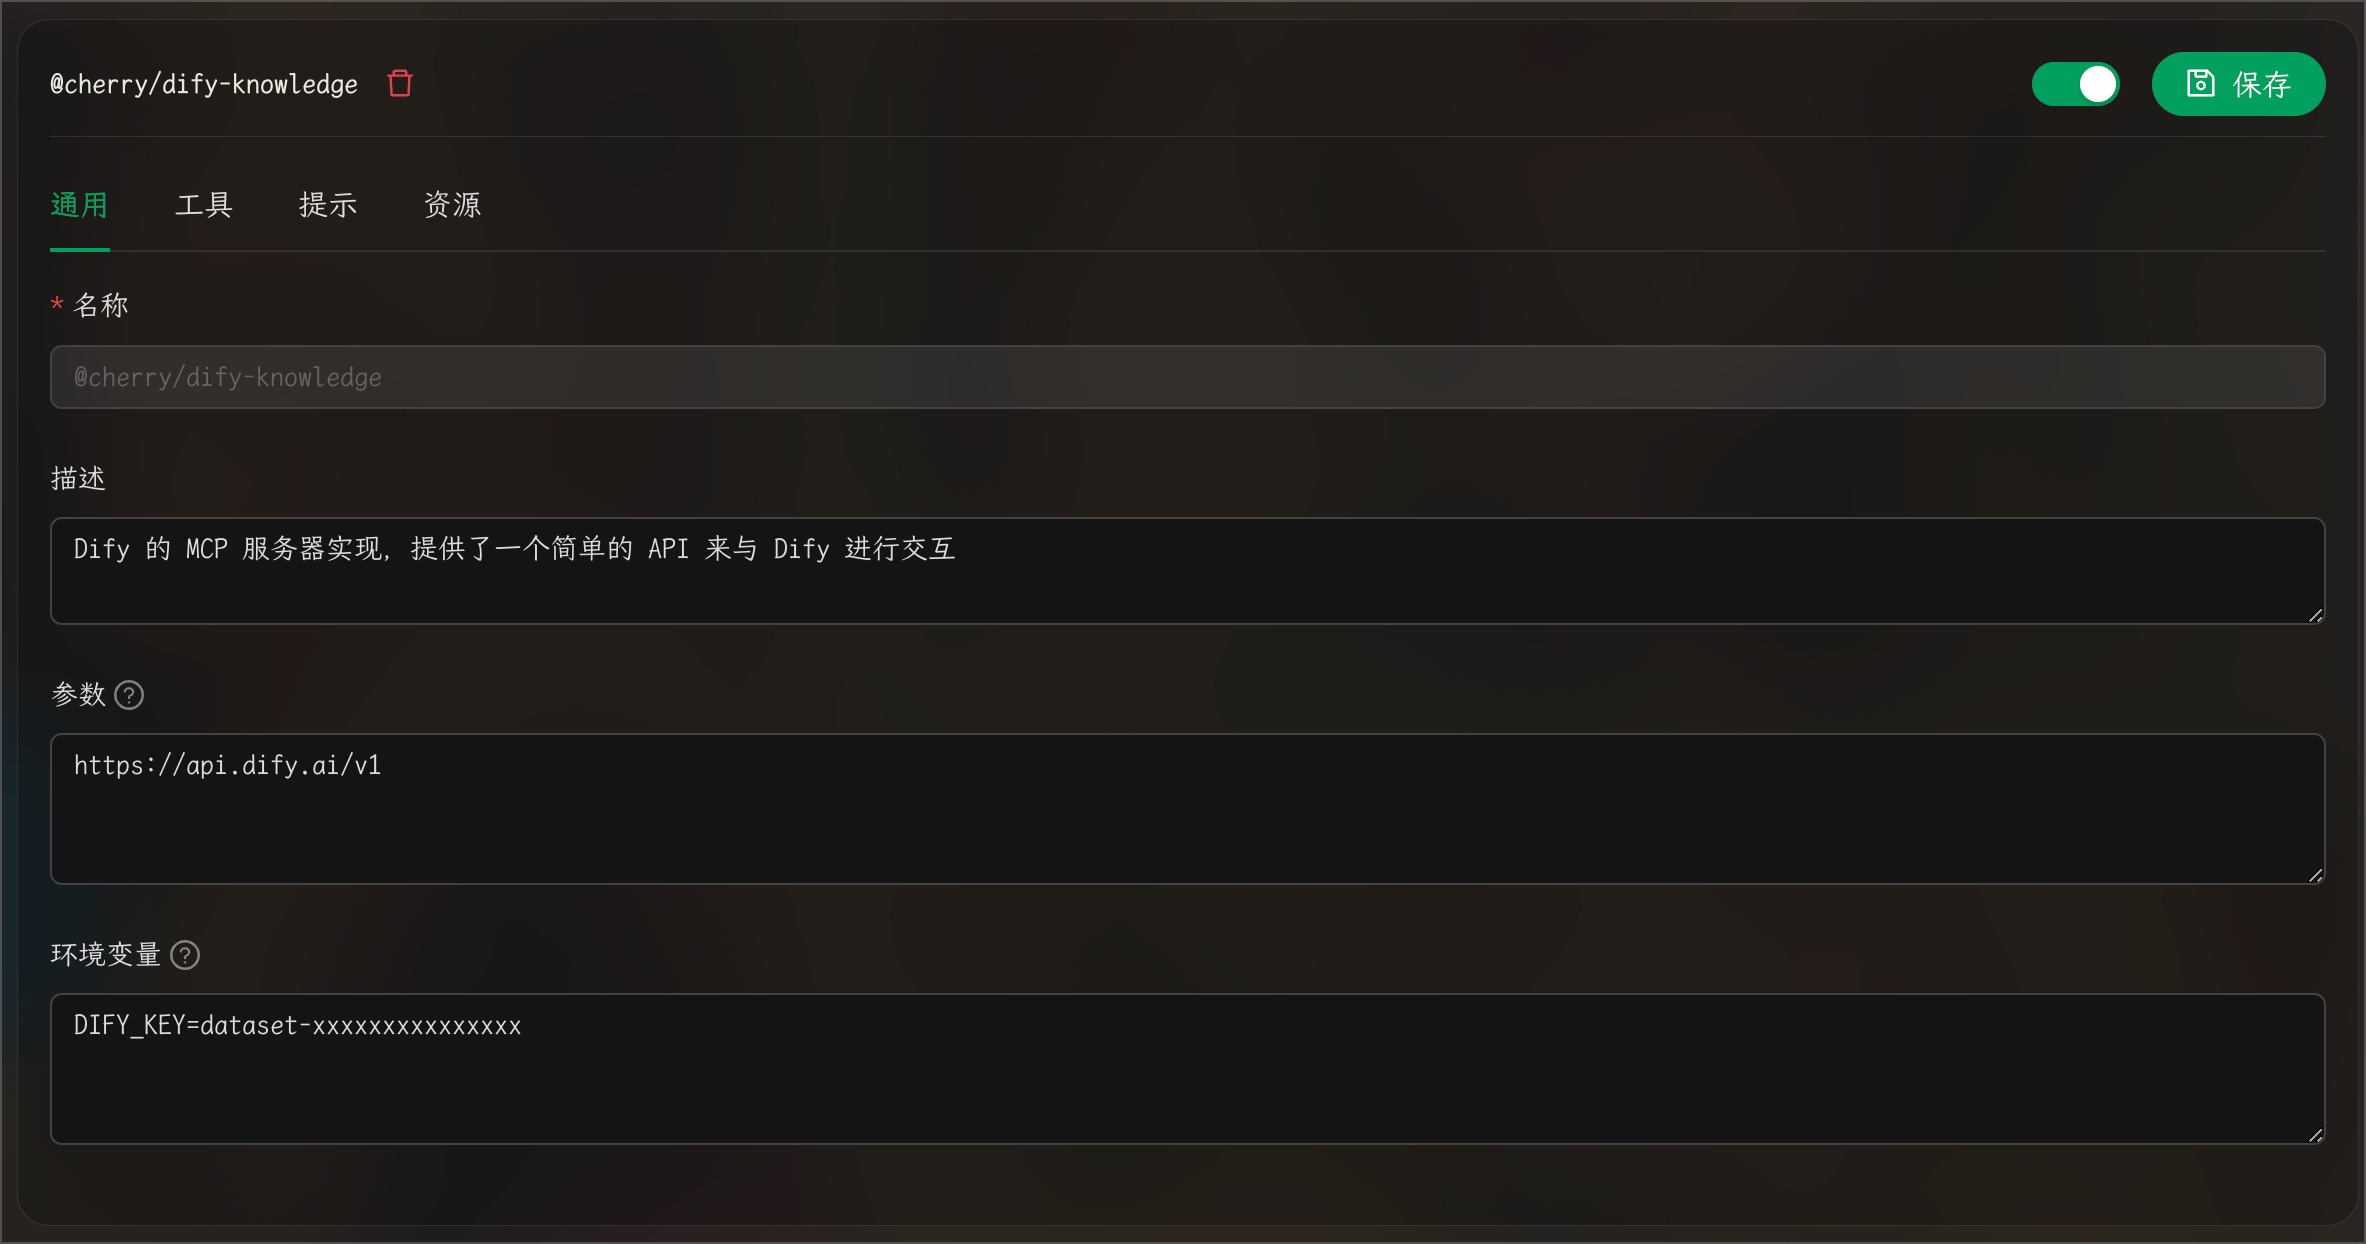 @cherry/dify-knowledge
保存
通用 工具 提示 资源
* 名称
@cherry/dify-knowledge
描述
Dify 的 MCP 服务器实现, 提供了一个简单的 API 来与 Dify 进行交互
参数 ?
https://api.dify.ai/v1
环境变量 ?
DIFY_KEY=dataset-xxxxxxxxxxxxxxx